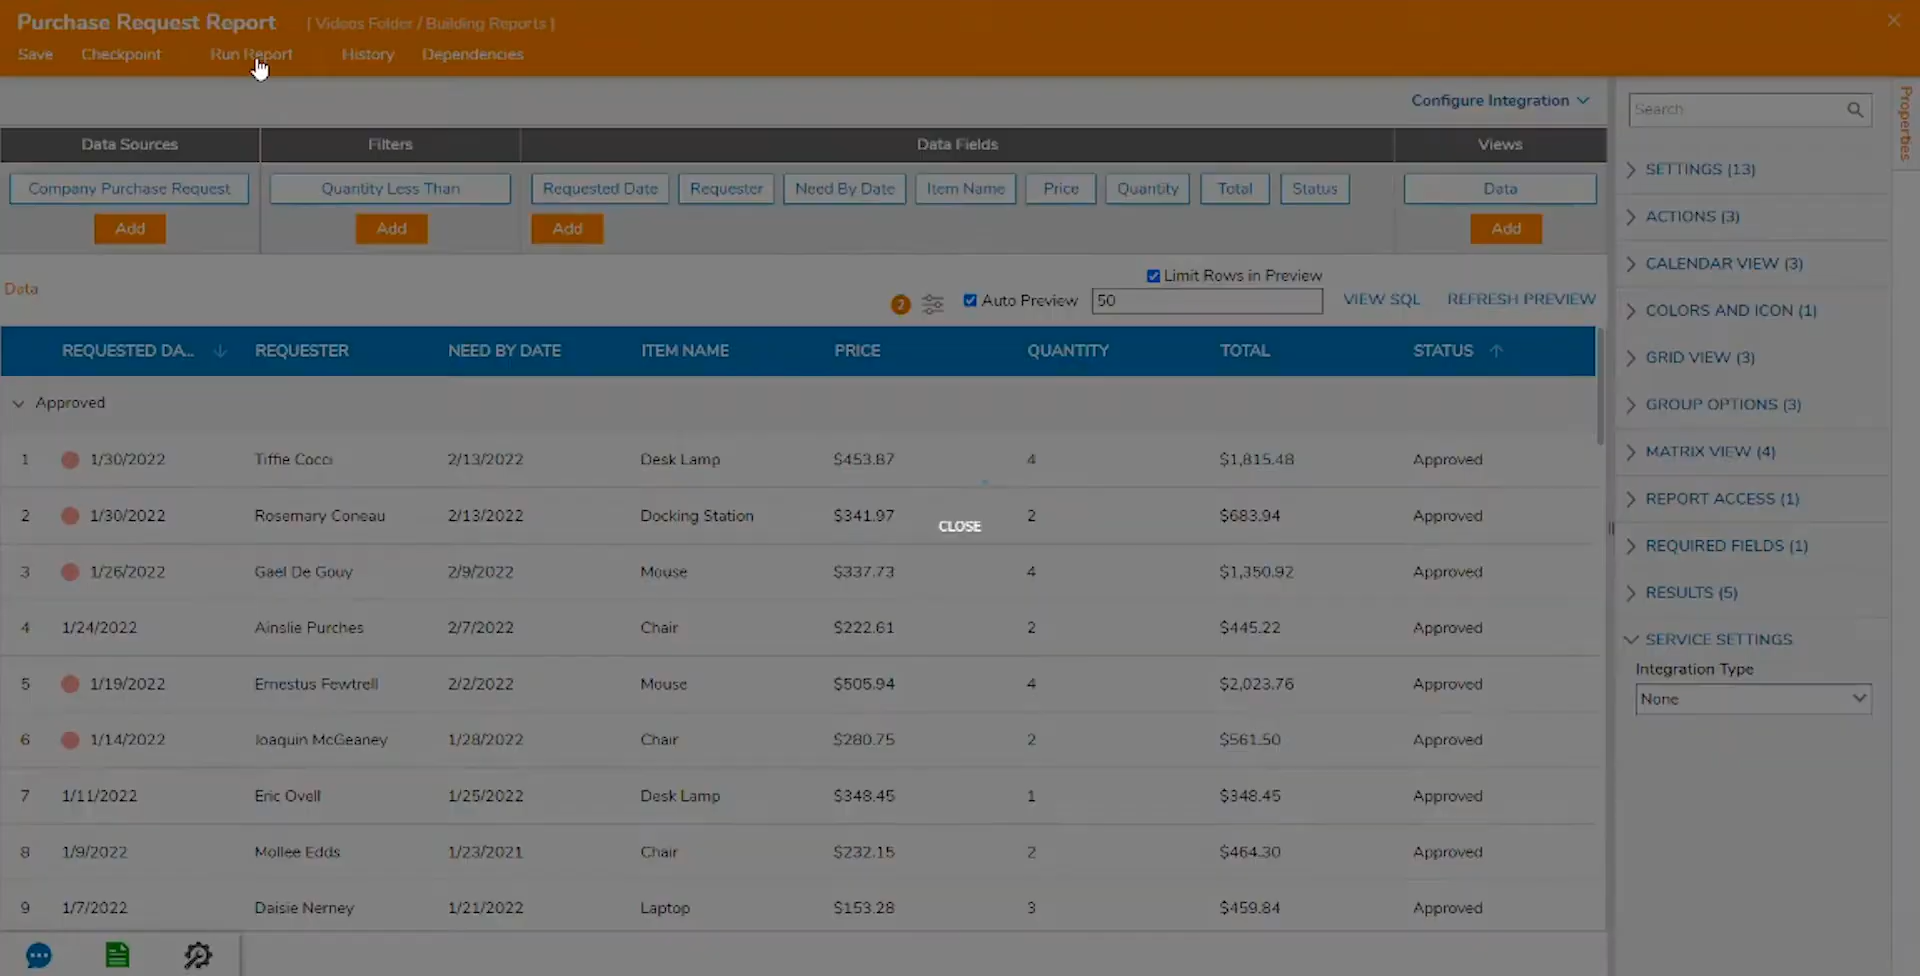 Purchase Request Report [ Videos Folder / Building Reports ]
Save Checkpoint Run Report History Dependencies
Configure Integration
Search
Properties
Data Sources Filters Data Fields Views
Company Purchase Request Quantity Less Than Requested Date Requester Need By Date Item Name Price Quantity Total Status Data
Add Add Add Add
Data
Limit Rows in Preview
2 Auto Preview 50 VIEW SQL REFRESH PREVIEW
REQUESTED DA... REQUESTER NEED BY DATE ITEM NAME PRICE QUANTITY TOTAL STATUS
Approved
1 1/30/2022 Tiffie Cocci 2/13/2022 Desk Lamp $453.87 4 $1,815.48 Approved
2 1/30/2022 Rosemary Coneau 2/13/2022 Docking Station $341.97 2 $683.94 Approved
CLOSE
3 1/26/2022 Gael De Gouy 2/9/2022 Mouse $337.73 4 $1,350.92 Approved
4 1/24/2022 Ainslie Purches 2/7/2022 Chair $222.61 2 $445.22 Approved
5 1/19/2022 Ernestus Fewtrell 2/2/2022 Mouse $505.94 4 $2,023.76 Approved
6 1/14/2022 Joaquin McGeaney 1/28/2022 Chair $280.75 2 $561.50 Approved
7 1/11/2022 Eric Ovell 1/25/2022 Desk Lamp $348.45 1 $348.45 Approved
8 1/9/2022 Mollee Edds 1/23/2021 Chair $232.15 2 $464.30 Approved
9 1/7/2022 Daisie Nerney 1/21/2022 Laptop $153.28 3 $459.84 Approved
SETTINGS (13)
ACTIONS (3)
CALENDAR VIEW (3)
COLORS AND ICON (1)
GRID VIEW (3)
GROUP OPTIONS (3)
MATRIX VIEW (4)
REPORT ACCESS (1)
REQUIRED FIELDS (1)
RESULTS (5)
SERVICE SETTINGS
Integration Type
None